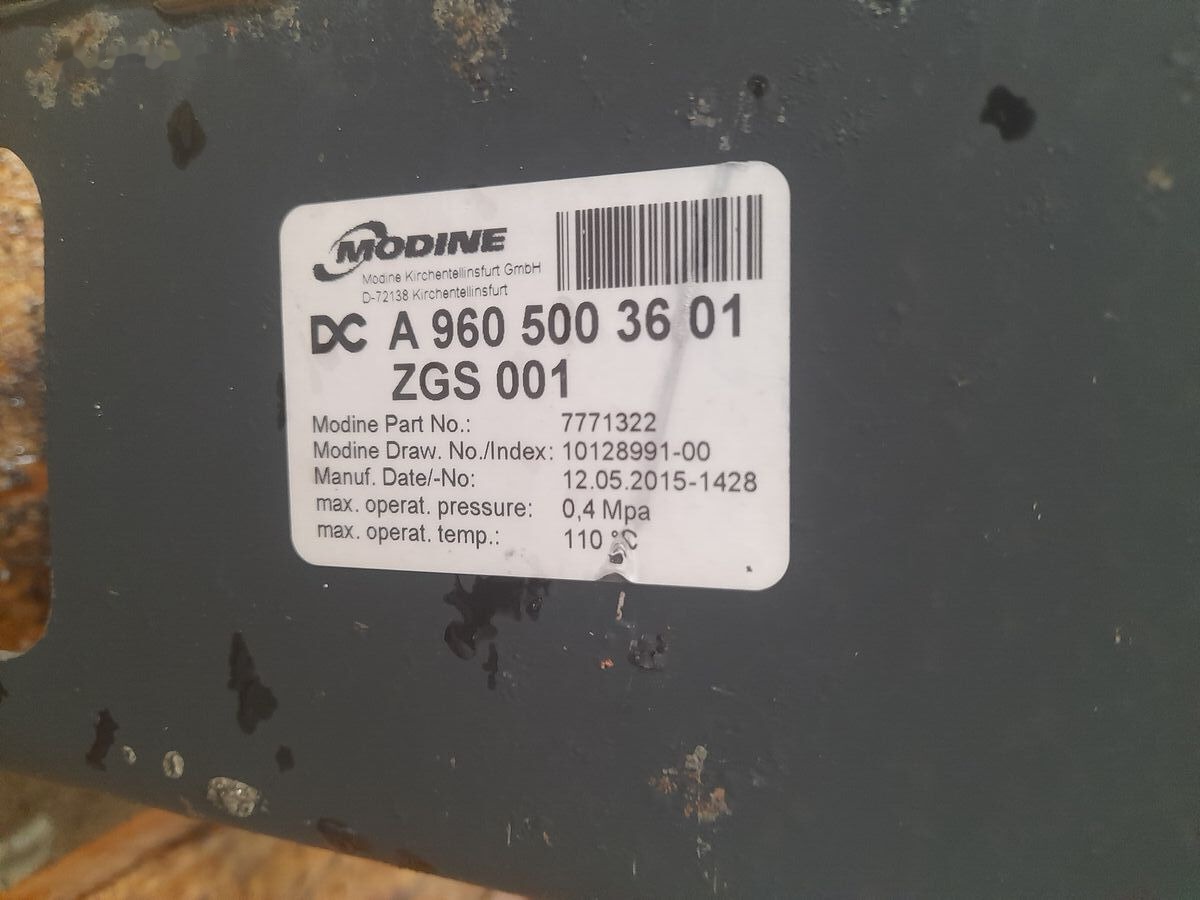 MODINE
Modine Kirchentellinsfurt GmbH
D-72138 Kirchentellinsfurt
DC A 960 500 36 01
ZGS 001
Modine Part No.: 7771322
Modine Draw. No./Index: 10128991-00
Manuf. Date/-No: 12.05.2015-1428
max. operat. pressure: 0,4 Mpa
max. operat. temp.: 110 °C